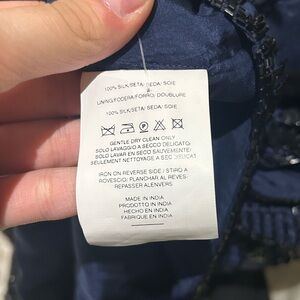 100% SILK/SETA/ SEDA/ SOIE
LINING/FODERA/FORRO/ DOUBLURE
100% SILK/SETA/ SEDA/ SOIE
GENTLE DRY CLEAN ONLY
SOLO LAVAGGIO A SECCO DELICATO
SOLO LAVAR EN SECO SUAVEMENTE/
SEULEMENT NETTOYAGE A SEC DELICAT
IRON ON REVERSE SIDE / STIRO A
ROVESCIO/ PLANCHAR AL REVES
REPASSER ALENVERS
MADE IN INDIA
PRODOTTO IN INDIA
HECHO EN INDIA
FABRIQUE EN INDIA